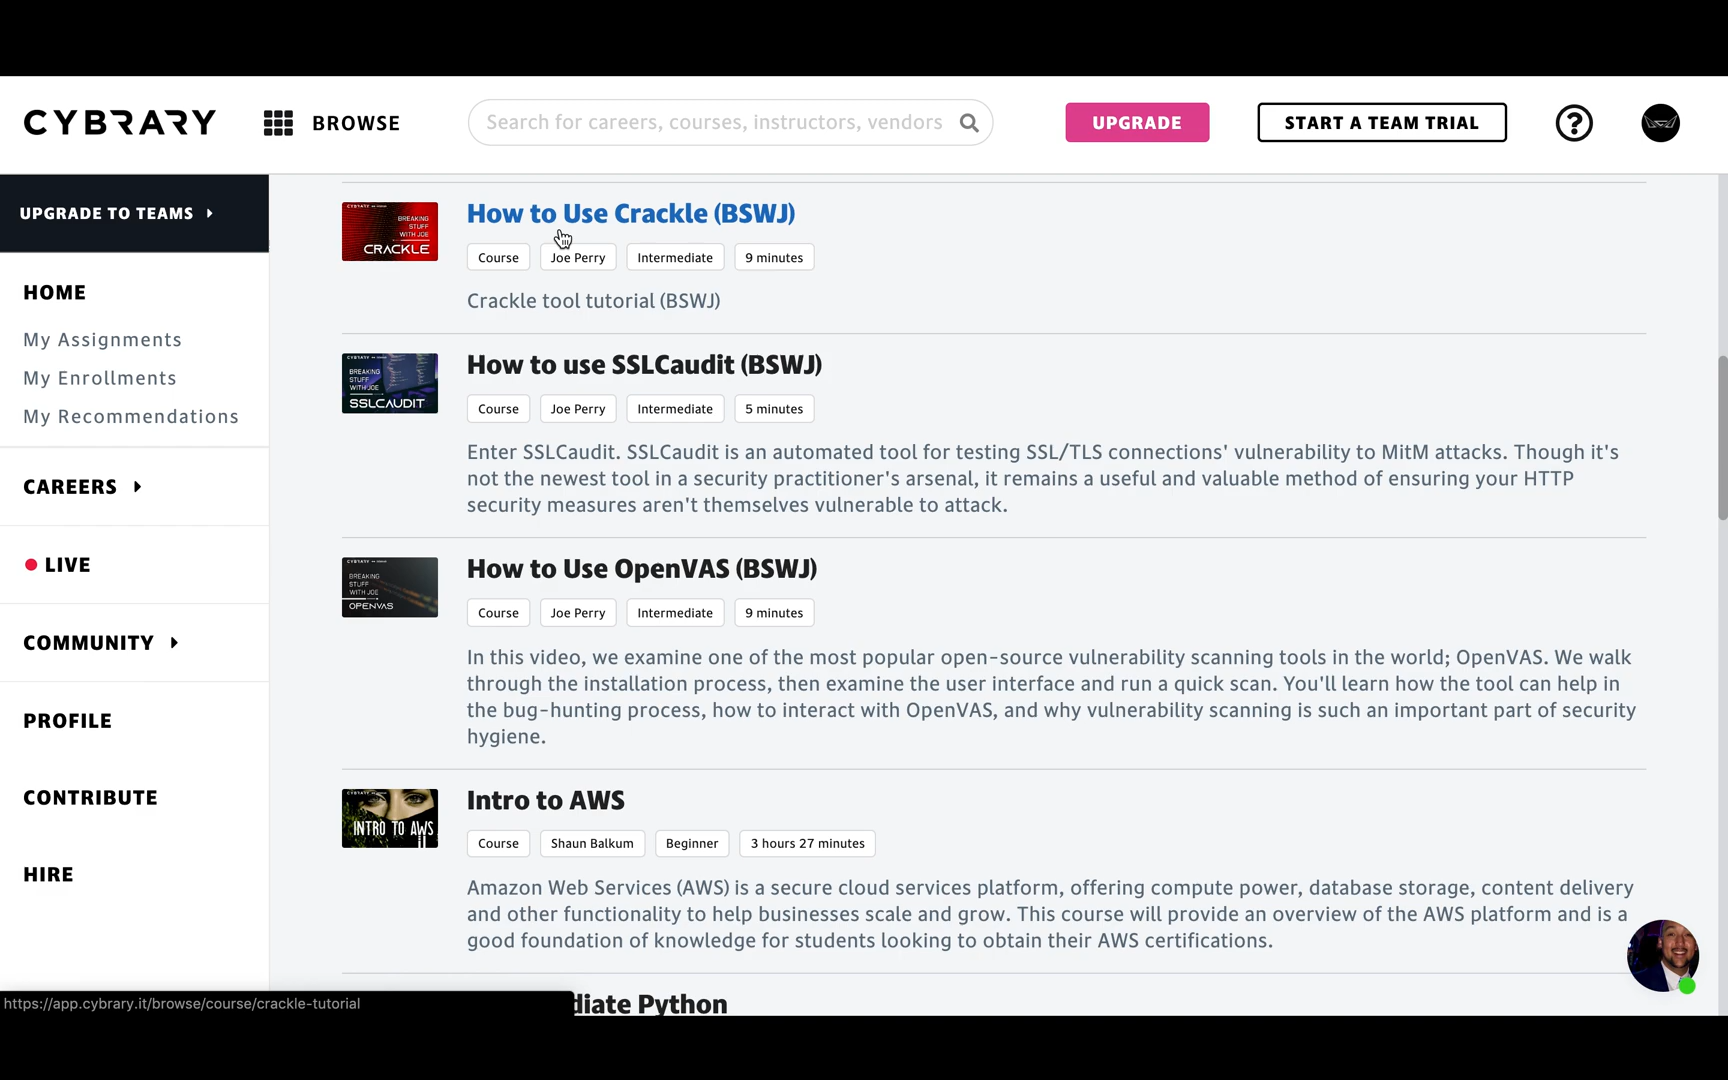 CYBRARY
BROWSE
Search for careers, courses, instructors, vendors
UPGRADE
START A TEAM TRIAL
?
UPGRADE TO TEAMS
HOME
My Assignments
My Enrollments
My Recommendations
CAREERS
LIVE
COMMUNITY
PROFILE
CONTRIBUTE
HIRE
BREAKING
STUFF
WITH JOE
CRACKLE
How to Use Crackle (BSWJ)
Course
Joe Perry
Intermediate
9 minutes
Crackle tool tutorial (BSWJ)
BREAKING
STUFF
WITH JOE
SSLCAUDIT
How to use SSLCaudit (BSWJ)
Course
Joe Perry
Intermediate
5 minutes
Enter SSLCaudit. SSLCaudit is an automated tool for testing SSL/TLS connections' vulnerability to MitM attacks. Though it's
not the newest tool in a security practitioner's arsenal, it remains a useful and valuable method of ensuring your HTTP
security measures aren't themselves vulnerable to attack.
BREAKING
STUFF
WITH JOE
OPENVAS
How to Use OpenVAS (BSWJ)
Course
Joe Perry
Intermediate
9 minutes
In this video, we examine one of the most popular open-source vulnerability scanning tools in the world; OpenVAS. We walk
through the installation process, then examine the user interface and run a quick scan. You'll learn how the tool can help in
the bug-hunting process, how to interact with OpenVAS, and why vulnerability scanning is such an important part of security
hygiene.
INTRO TO AWS
Intro to AWS
Course
Shaun Balkum
Beginner
3 hours 27 minutes
Amazon Web Services (AWS) is a secure cloud services platform, offering compute power, database storage, content delivery
and other functionality to help businesses scale and grow. This course will provide an overview of the AWS platform and is a
good foundation of knowledge for students looking to obtain their AWS certifications.
diate Python
https://app.cybrary.it/browse/course/crackle-tutorial